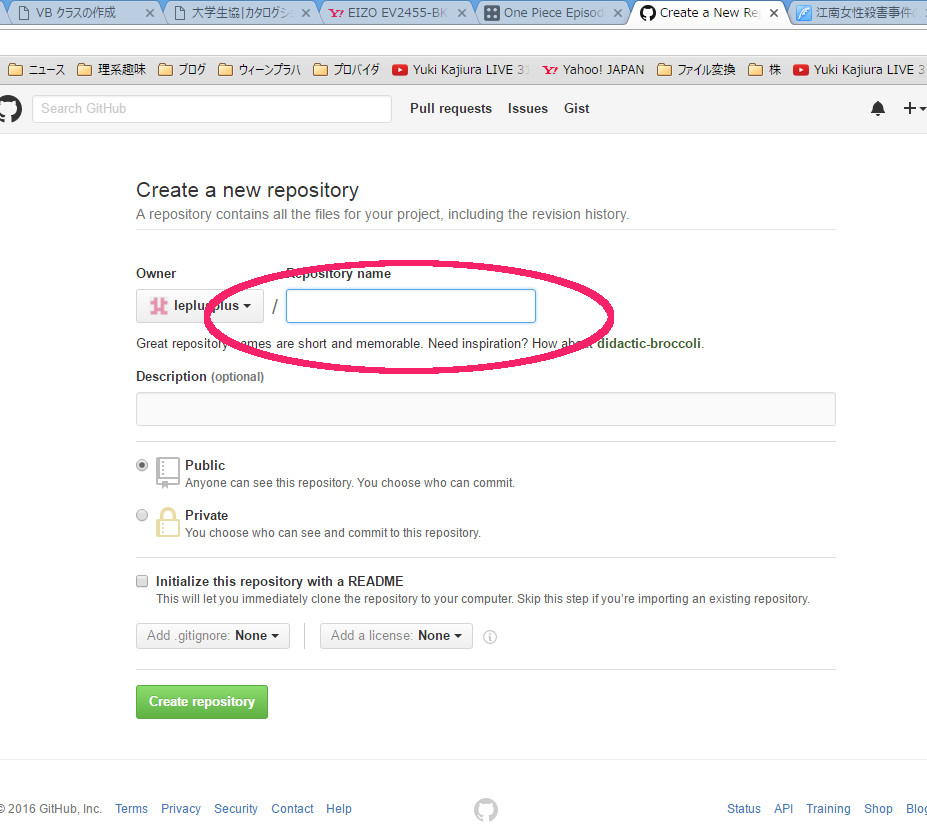 VB クラスの作成
大学生協|カタログシ
EIZO EV2455-BK
One Piece Episod
Create a New Re
江南女性殺害事件
ニュース
理系趣味
ブログ
ウィーンプラハ
プロバイダ
Yuki Kajiura LIVE 3
Yahoo! JAPAN
ファイル変換
株
Yuki Kajiura LIVE 3
Search GitHub
Pull requests Issues Gist
Create a new repository
A repository contains all the files for your project, including the revision history.
Owner
Repository name
leplusplus /
Great repository names are short and memorable. Need inspiration? How about didactic-broccoli.
Description (optional)
Public
Anyone can see this repository. You choose who can commit.
Private
You choose who can see and commit to this repository.
Initialize this repository with a README
This will let you immediately clone the repository to your computer. Skip this step if you're importing an existing repository.
Add .gitignore: None
Add a license: None
Create repository
© 2016 GitHub, Inc. Terms Privacy Security Contact Help
Status API Training Shop Blog